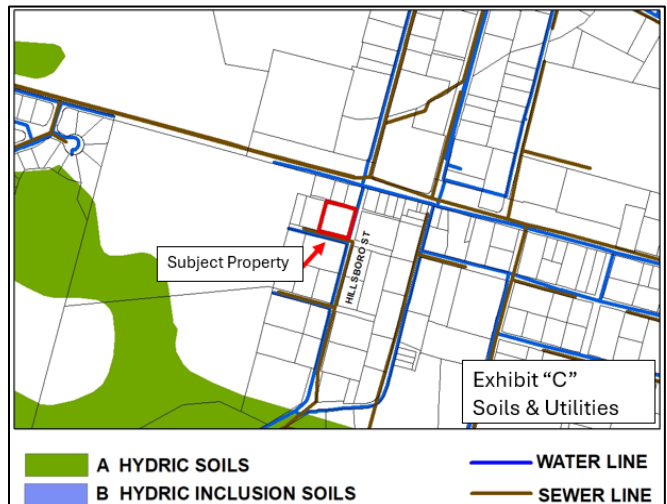 Subject Property
HILLSBORO ST
Exhibit “C”
Soils & Utilities
A HYDRIC SOILS
WATER LINE
B HYDRIC INCLUSION SOILS
SEWER LINE